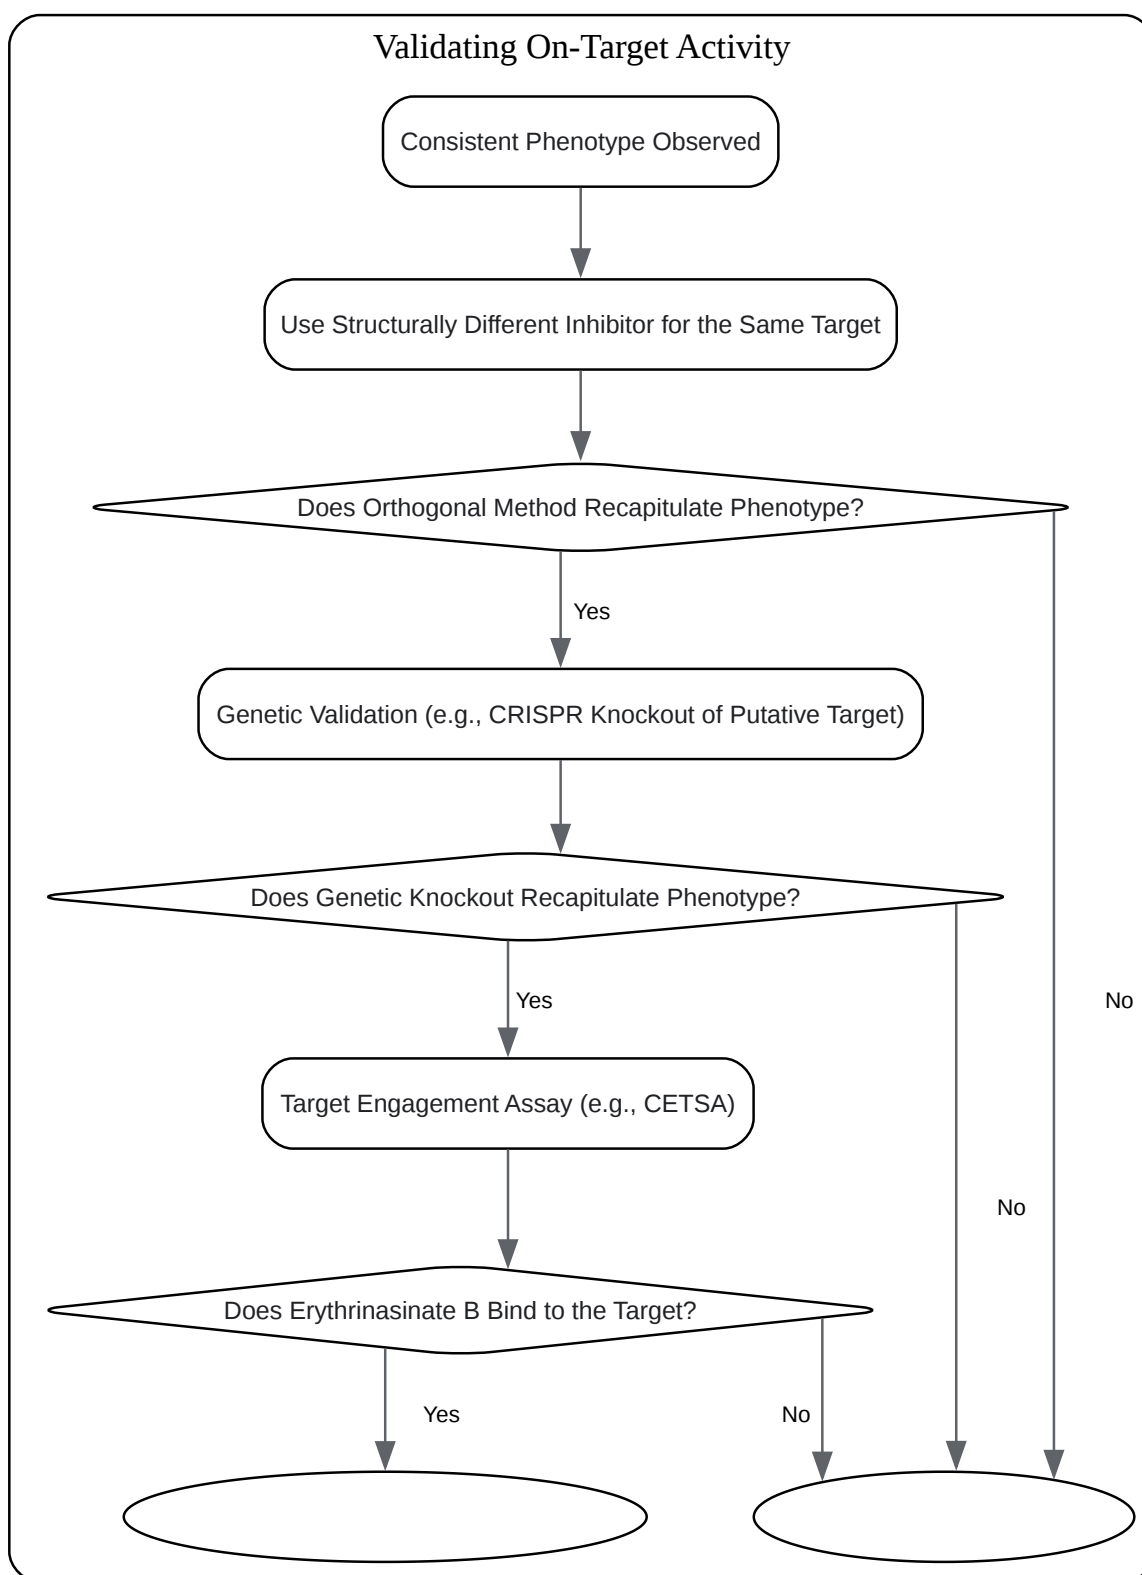 Validating On-Target Activity
Consistent Phenotype Observed
Use Structurally Different Inhibitor for the Same Target
Does Orthogonal Method Recapitulate Phenotype?
Yes
Genetic Validation (e.g., CRISPR Knockout of Putative Target)
Does Genetic Knockout Recapitulate Phenotype?
Yes
No
Target Engagement Assay (e.g., CETSA)
No
Does Erythrinasinate B Bind to the Target?
Yes
No